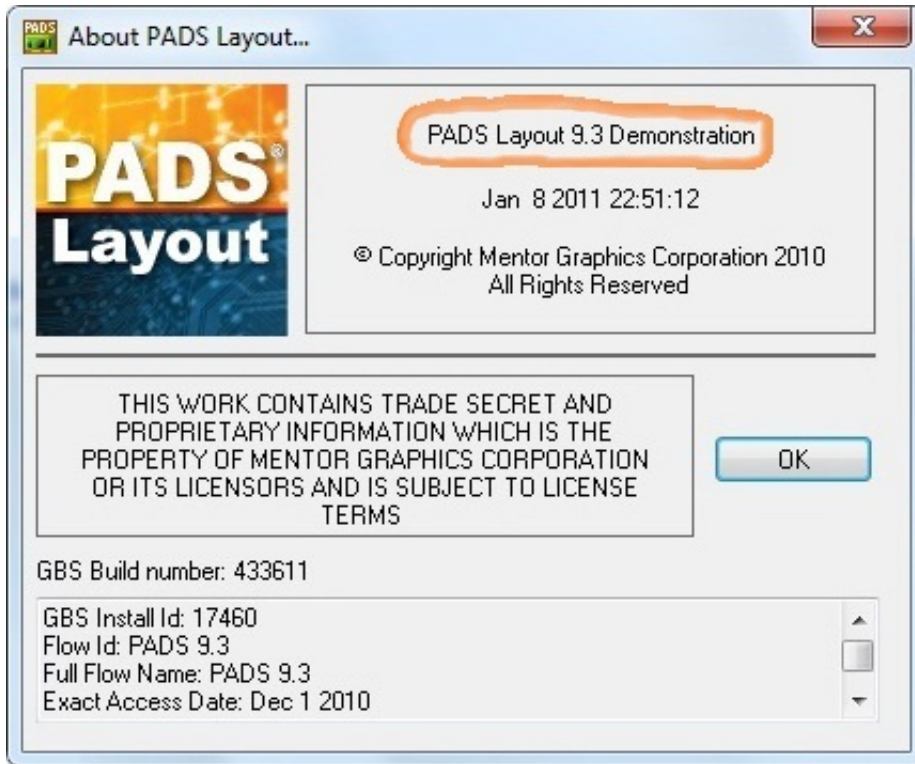 PADS
About PADS Layout...
PADS®
Layout
PADS Layout 9.3 Demonstration
Jan 8 2011 22:51:12
© Copyright Mentor Graphics Corporation 2010
All Rights Reserved
THIS WORK CONTAINS TRADE SECRET AND
PROPRIETARY INFORMATION WHICH IS THE
PROPERTY OF MENTOR GRAPHICS CORPORATION
OR ITS LICENSORS AND IS SUBJECT TO LICENSE
TERMS
OK
GBS Build number: 433611
GBS Install Id: 17460
Flow Id: PADS 9.3
Full Flow Name: PADS 9.3
Exact Access Date: Dec 1 2010